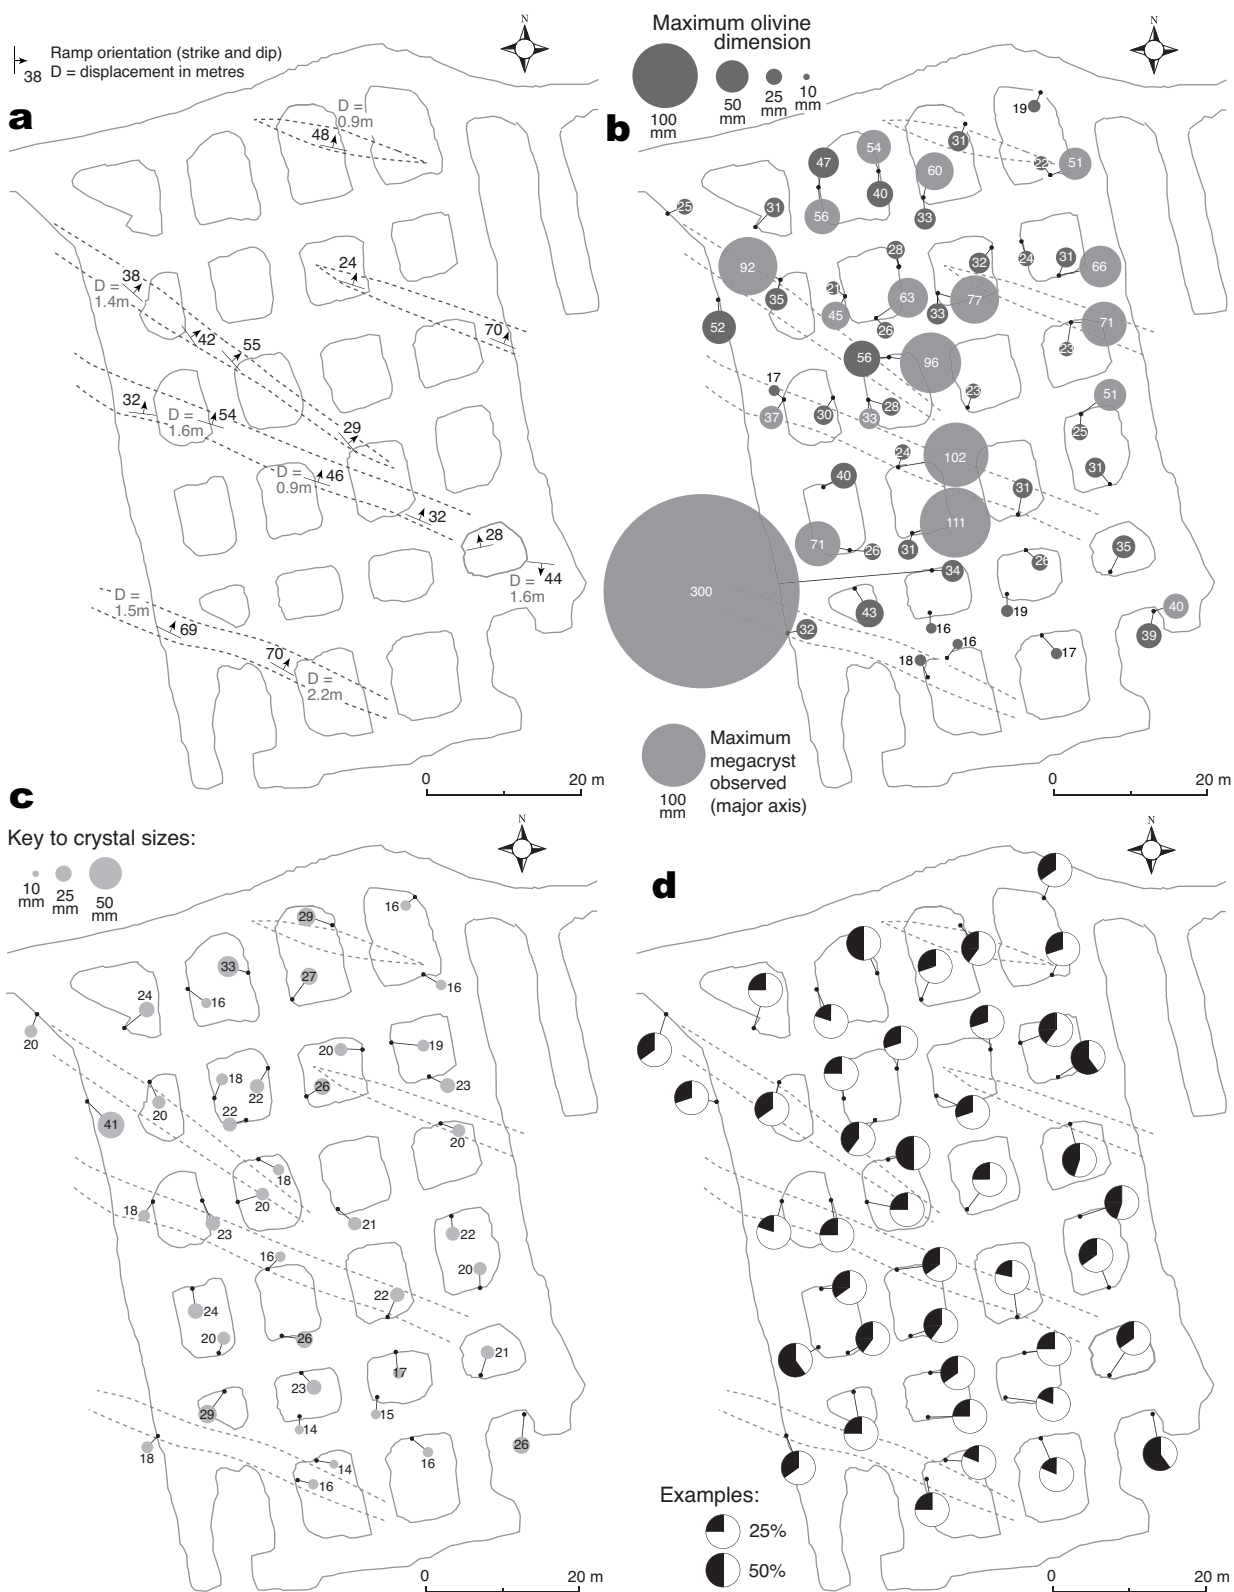 N
Ramp orientation (strike and dip)
38 D = displacement in metres
a
D =
0.9m
48
24
38
D =
1.4m
70
42
55
32
D =
1.6m
54
29
D =
0.9m
46
32
28
D =
1.6m
44
D =
1.5m
69
70
D =
2.2m
0 20 m
b
Maximum olivine
dimension
100
mm
50
mm
25
mm
10
mm
N
19
31
54
47
60
22
51
40
31
25
56
33
28
24
31
66
92
32
21
35
63
77
45
33
52
26
71
23
56
96
17
23
51
30
28
37
33
25
24
102
31
40
31
111
71
26
31
35
26
34
300
43
19
40
32
16
39
16
18
17
Maximum
megacryst
observed
(major axis)
100
mm
0 20 m
c
Key to crystal sizes:
10
mm
25
mm
50
mm
N
16
29
33
27
16
16
24
20
20
19
18
26
23
22
20
22
41
20
18
20
18
23
21
22
16
20
22
24
20
26
21
17
23
29
15
14
26
18
16
14
16
0 20 m
d
N
Examples:
25%
50%
0 20 m